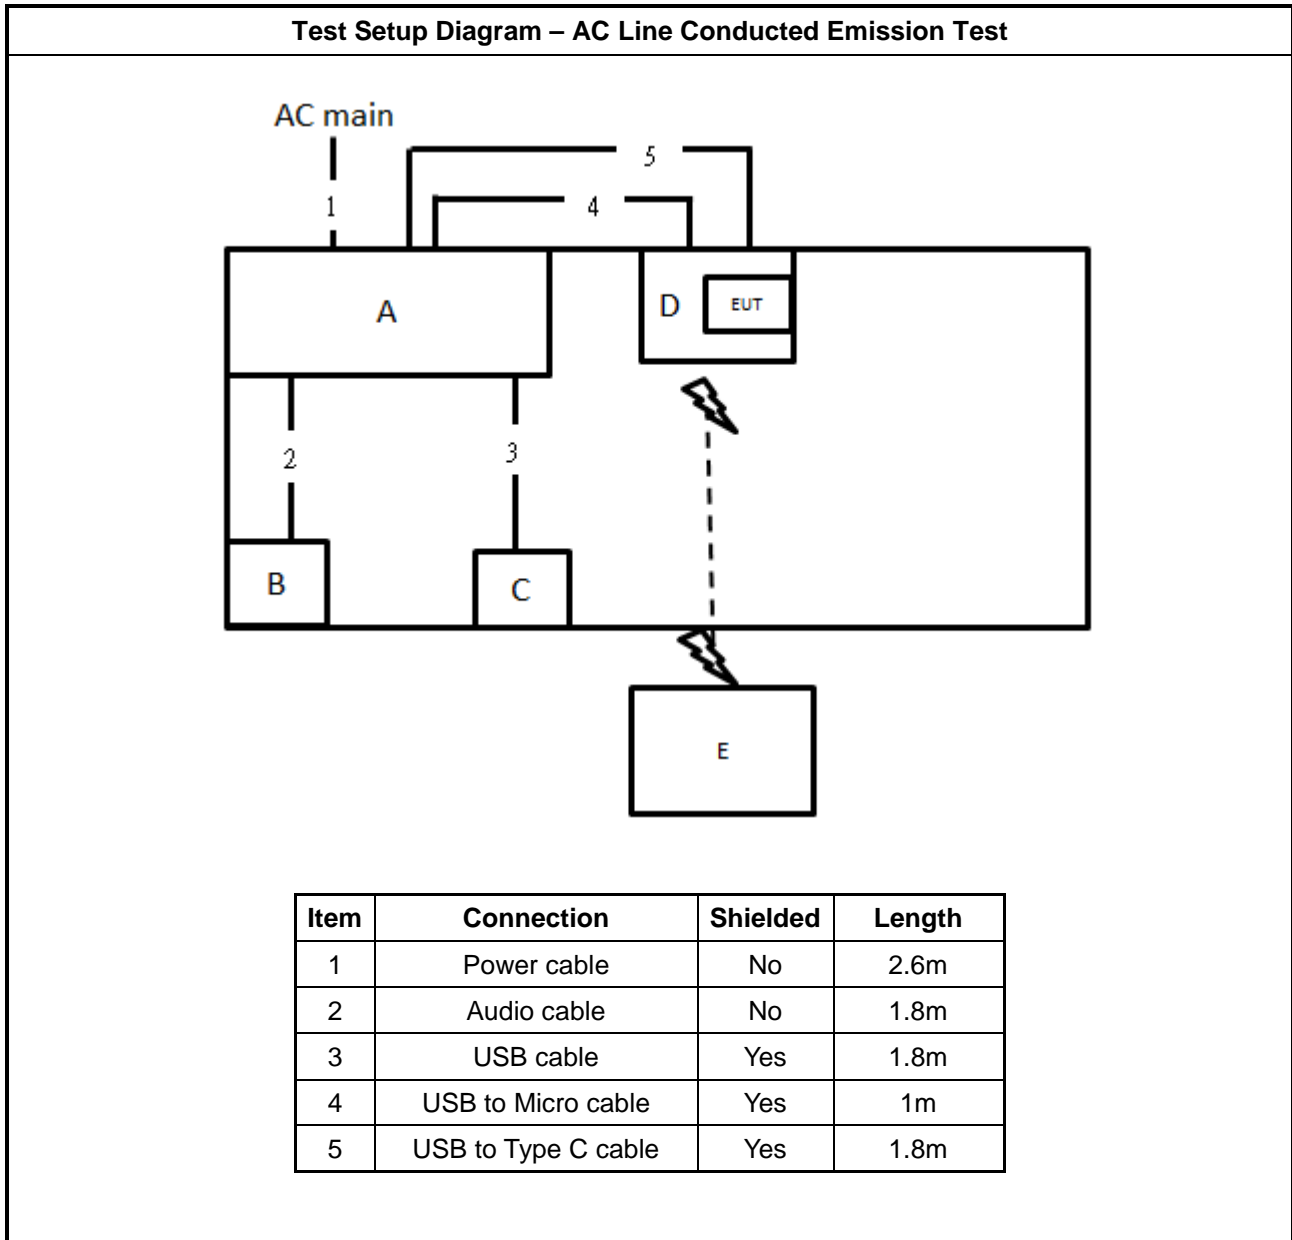 Test Setup Diagram – AC Line Conducted Emission Test
AC main
5
4
1
A
D
EUT
2
3
B
C
E
Item Connection Shielded Length
1 Power cable No 2.6m
2 Audio cable No 1.8m
3 USB cable Yes 1.8m
4 USB to Micro cable Yes 1m
5 USB to Type C cable Yes 1.8m